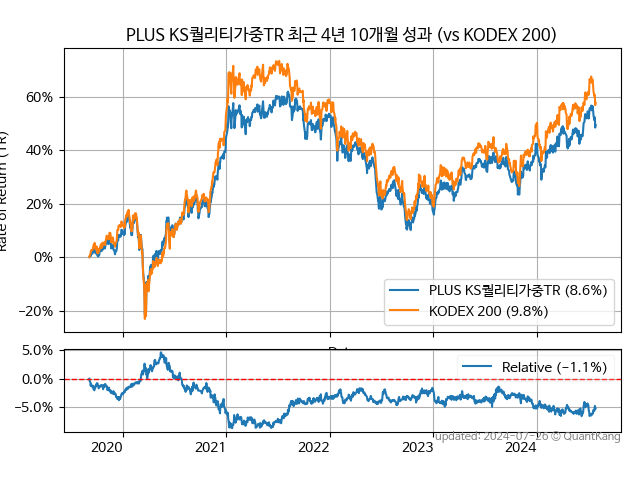 PLUS KS퀄리티가중TR 최근 4년 10개월 성과 (vs KODEX 200)
Rate of Return (TR)
60%
40%
20%
0%
−20%
PLUS KS퀄리티가중TR (8.6%)
KODEX 200 (9.8%)
5.0%
0.0%
−5.0%
Relative (−1.1%)
updated: 2024-07-26 © QuantKang
2020
2021
2022
2023
2024